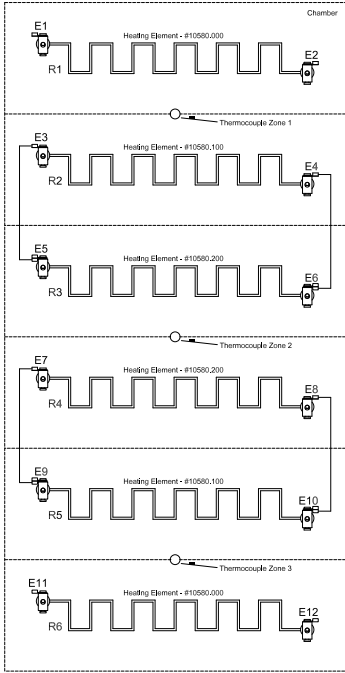 Chamber
E1
Heating Element - #10580.000
E2
R1
Thermocouple Zone 1
E3
Heating Element - #10580.100
E4
R2
E5
Heating Element - #10580.200
E6
R3
Thermocouple Zone 2
E7
Heating Element - #10580.200
E8
R4
E9
Heating Element - #10580.100
E10
R5
Thermocouple Zone 3
E11
Heating Element - #10580.000
E12
R6